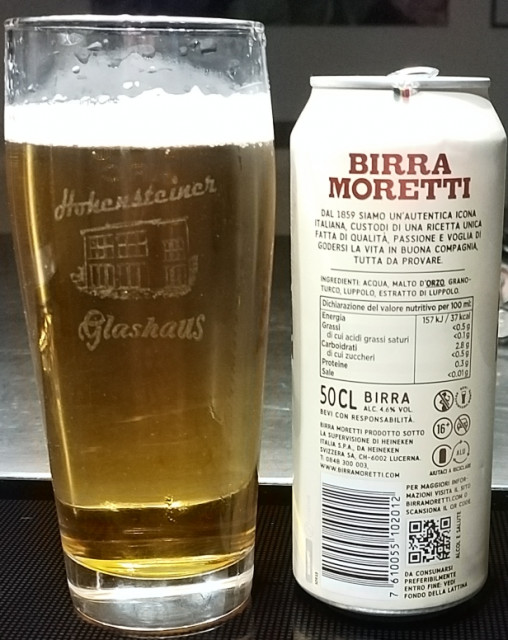 Hohensteiner
Glashaus
BIRRA
MORETTI
DAL 1859 SIAMO UN'AUTENTICA ICONA
ITALIANA, CUSTODI DI UNA RICETTA UNICA
FATTA DI QUALITÀ, PASSIONE E VOGLIA DI
GODERSI LA VITA IN BUONA COMPAGNIA,
TUTTA DA PROVARE.
INGREDIENTI: ACQUA, MALTO D'ORZO, GRANO-
TURCO, LUPPOLO, ESTRATTO DI LUPPOLO.
Dichiarazione del valore nutritivo per 100 ml:
Energia 157 kJ / 37 kcal
Grassi <0.5 g
di cui acidi grassi saturi <0.1 g
Carboidrati 2.8 g
di cui zuccheri <0.5 g
Proteine 0.3 g
Sale <0.01 g
50CL BIRRA
ALC. 4.6% VOL.
BEVI CON RESPONSABILITÀ.
16+
BIRRA MORETTI PRODOTTO SOTTO
LA SUPERVISIONE DI HEINEKEN
ITALIA S.P.A., DA HEINEKEN
SVIZZERA SA, CH-6002 LUCERNA.
T: 0848 300 003,
WWW.BIRRAMORETTI.COM
ALU
AIUTACI A RICICLARE
PER MAGGIORI INFOR-
MAZIONI VISITA IL SITO
BIRRAMORETTI.COM O
SCANSIONA IL QR CODE
ALCOL E SALUTE
7 610055 102012
DA CONSUMARSI
PREFERIBILMENTE
ENTRO FINE: VEDI
FONDO DELLA LATTINA